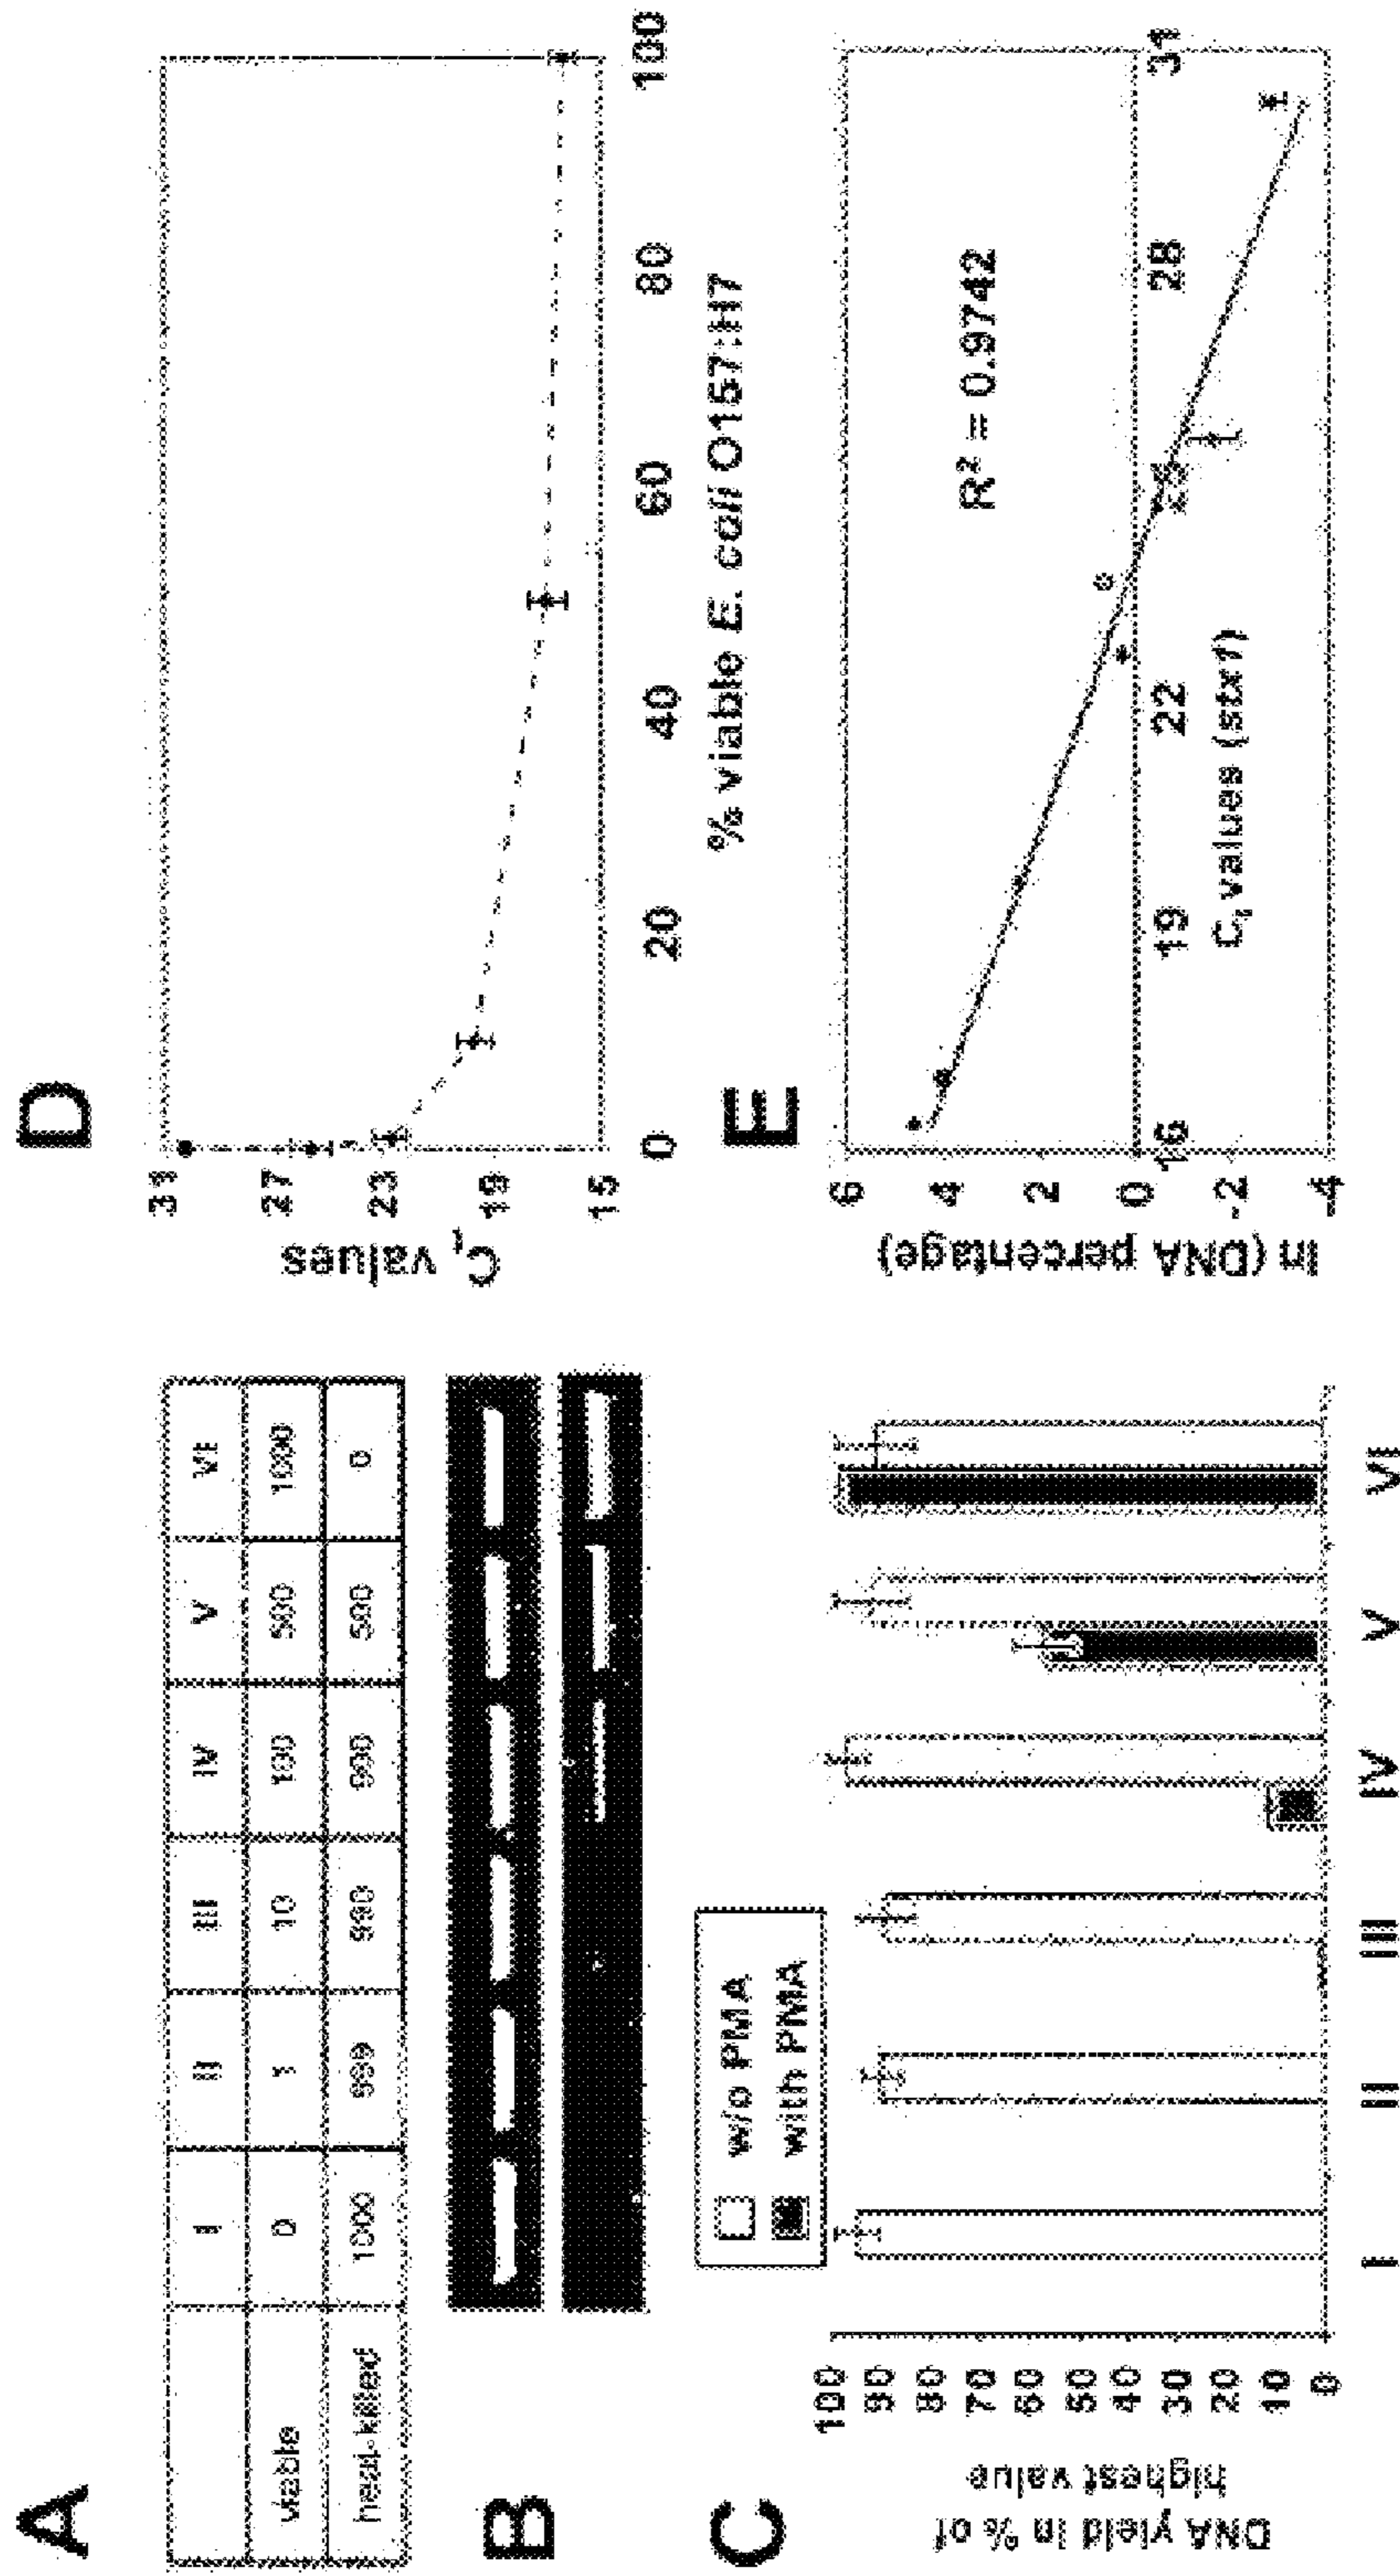 A
I II III IV V VI
viable 0 1 10 100 500 1000
heat-killed 1000 999 990 900 500 0
B
C
w/o PMA
with PMA
DNA yield in % of
highest value
100
90
80
70
60
50
40
30
20
10
0
I II III IV V VI
D
Ct values
31
27
23
19
15
0 20 40 60 80 100
% viable E. coli O157:H7
E
ln (DNA percentage)
6
4
2
0
-2
-4
R² = 0.9742
16 19 22 25 28 31
Ct values (stx1)